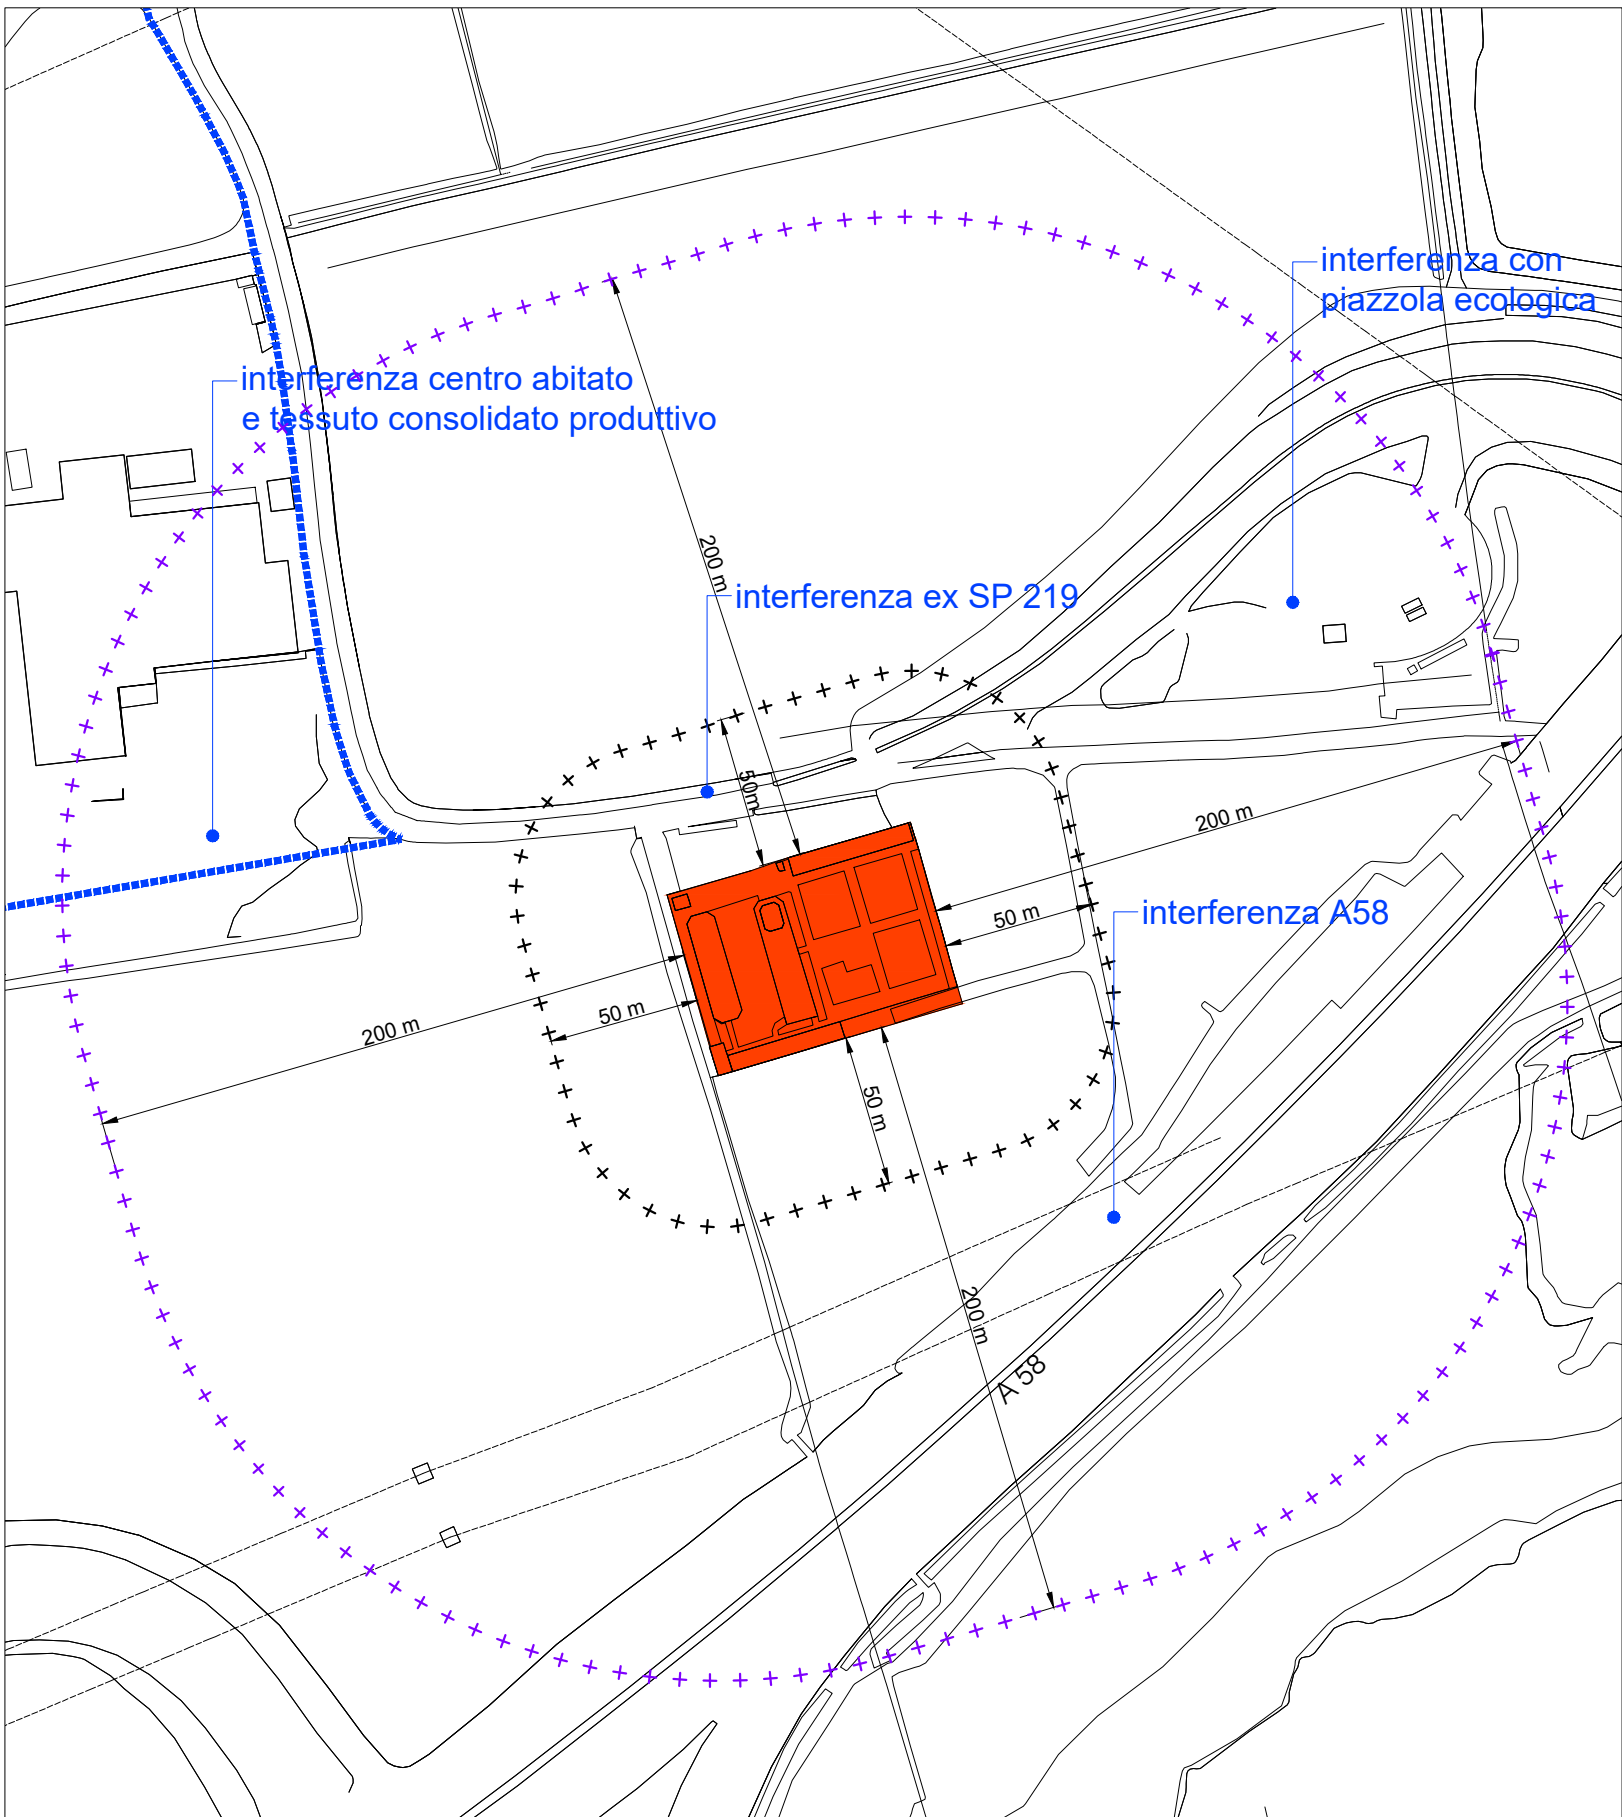 interferenza con
piazzola ecologica
interferenza centro abitato
e tessuto consolidato produttivo
200 m
interferenza ex SP 219
50m
200 m
50 m
interferenza A58
50 m
200 m
50 m
200 m
A 58